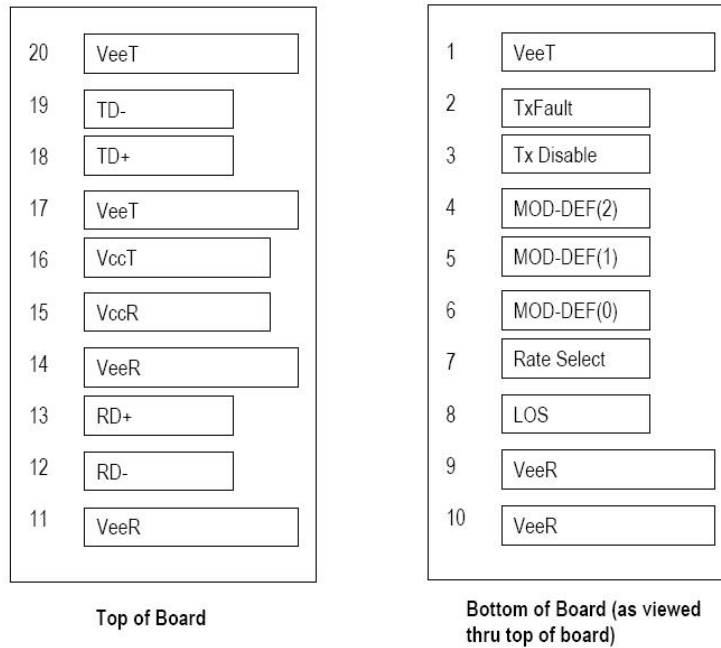 20 VeeT
19 TD-
18 TD+
17 VeeT
16 VccT
15 VccR
14 VeeR
13 RD+
12 RD-
11 VeeR
Top of Board
1 VeeT
2 TxFault
3 Tx Disable
4 MOD-DEF(2)
5 MOD-DEF(1)
6 MOD-DEF(0)
7 Rate Select
8 LOS
9 VeeR
10 VeeR
Bottom of Board (as viewed
thru top of board)